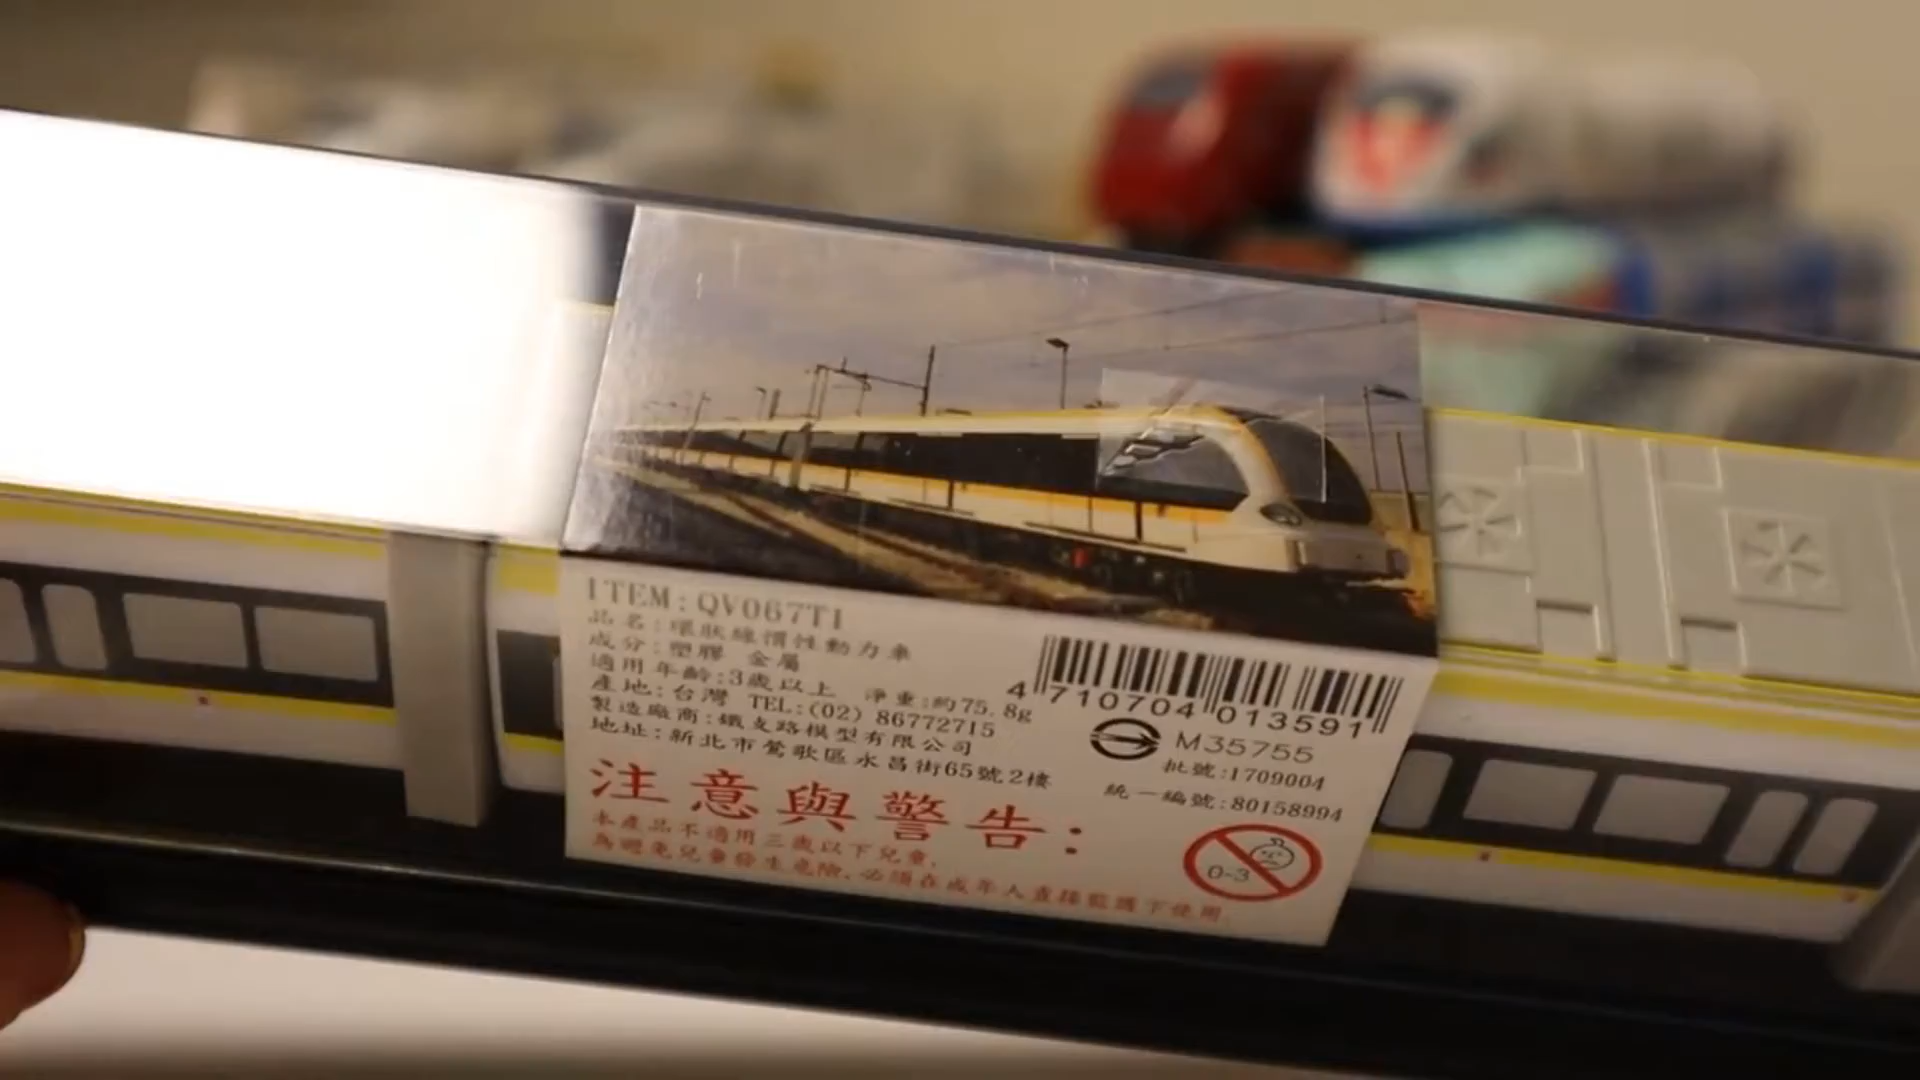 ITEM:QV067T1
品名:環狀線慣性動力車
成分:塑膠 金屬
適用年齡:3歲以上 淨重:約75.8g
產地:台灣 TEL:(02) 86772715
製造廠商:鐵支路模型有限公司
地址:新北市鶯歌區永昌街65號2樓
4 710704 013591
M35755
批號:1709004
統一編號:80158994
注意與警告:
本產品不適用三歲以下兒童,
為避免兒童發生危險,必須在成年人直接監護下使用.
0-3